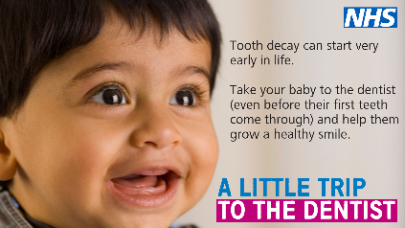 NHS
Tooth decay can start very
early in life.
Take your baby to the dentist
(even before their first teeth
come through) and help them
grow a healthy smile.
A LITTLE TRIP
TO THE DENTIST